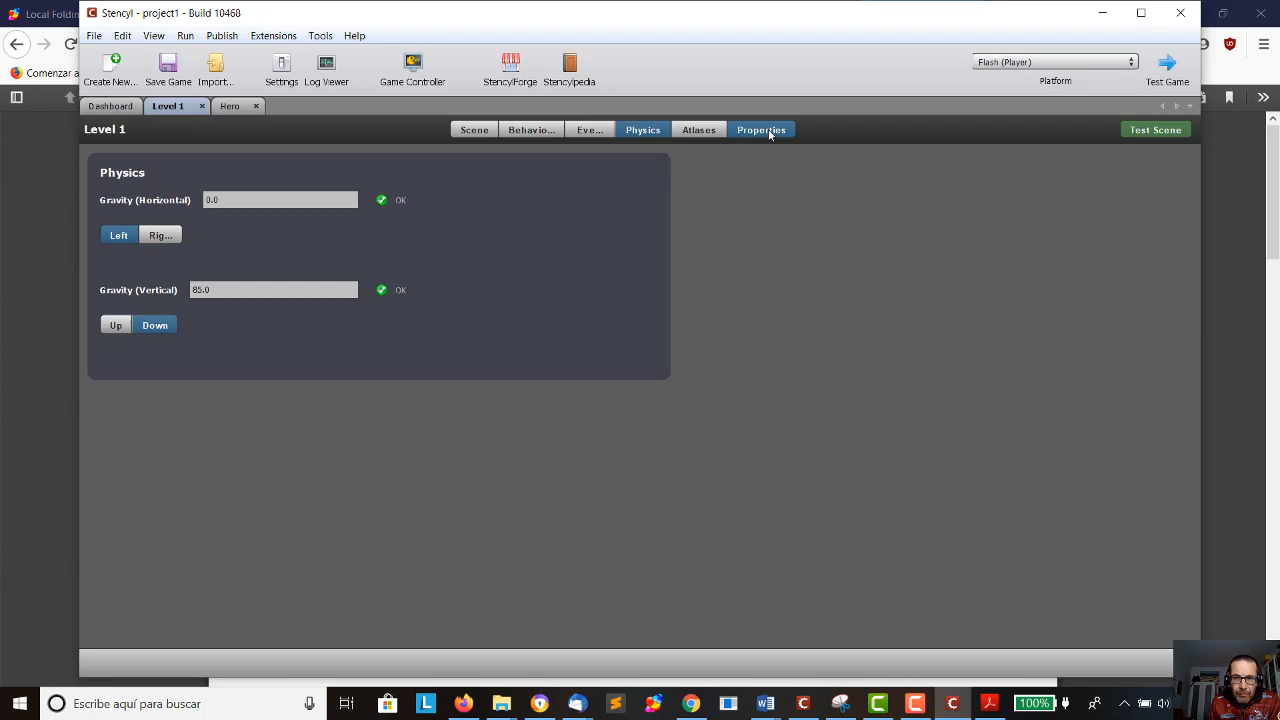 Local Foldin
Stencyl - project1 - Build 10468
File Edit View Run Publish Extensions Tools Help
Comenzar a
Create New... Save Game Import... Settings Log Viewer Game Controller StencylForge Stencylpedia
Flash (Player)
Platform
Test Game
Dashboard Level 1 × Hero ×
Level 1
Scene Behavio... Eve... Physics Atlases Properties
Test Scene
Physics
Gravity (Horizontal) 0.0 OK
Left Rig...
Gravity (Vertical) 85.0 OK
Up Down
Escribe aquí para buscar
100%